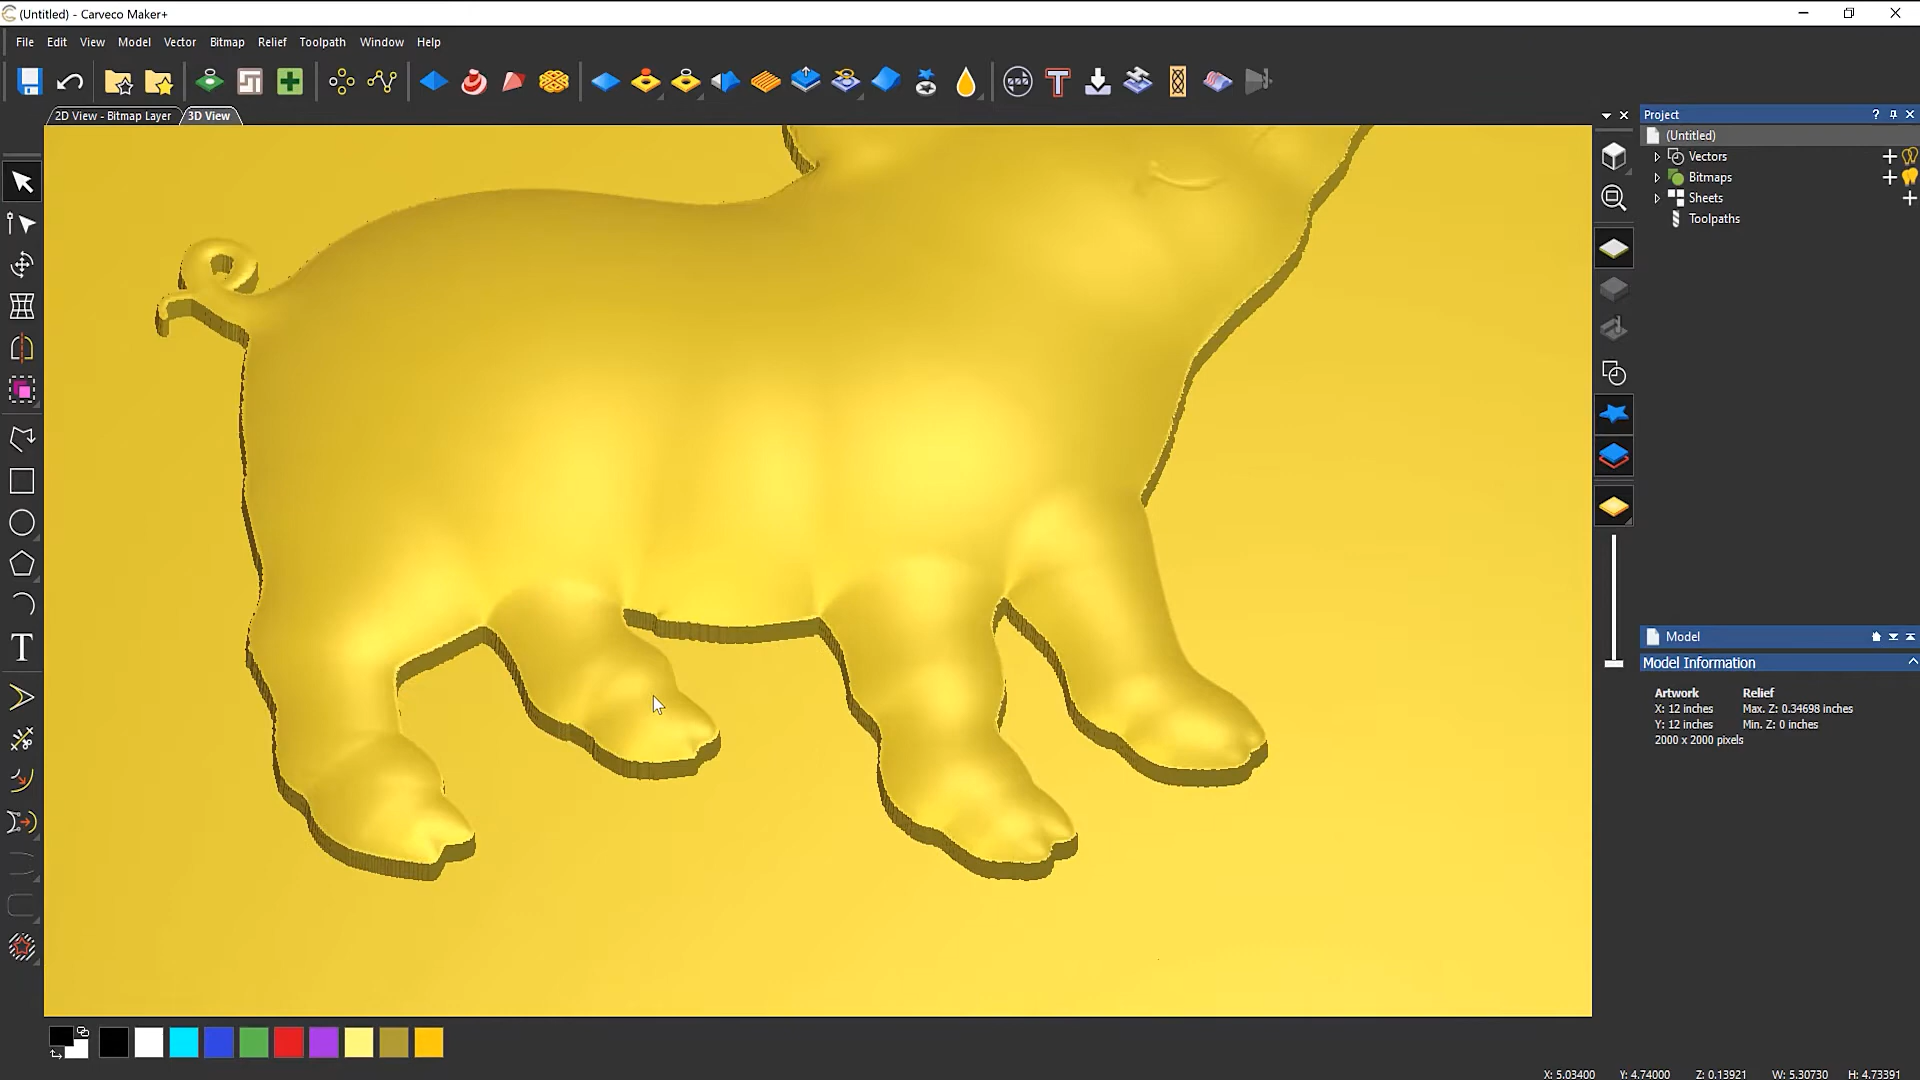 (Untitled) - Carveco Maker+
File Edit View Model Vector Bitmap Relief Toolpath Window Help
2D View - Bitmap Layer 3D View
Project
(Untitled)
Vectors
Bitmaps
Sheets
Toolpaths
Model
Model Information
Artwork Relief
X: 12 inches Max. Z: 0.34698 inches
Y: 12 inches Min. Z: 0 inches
2000 x 2000 pixels
X: 5.03400 Y: 4.74000 Z: 0.13921 W: 5.30730 H: 4.73391